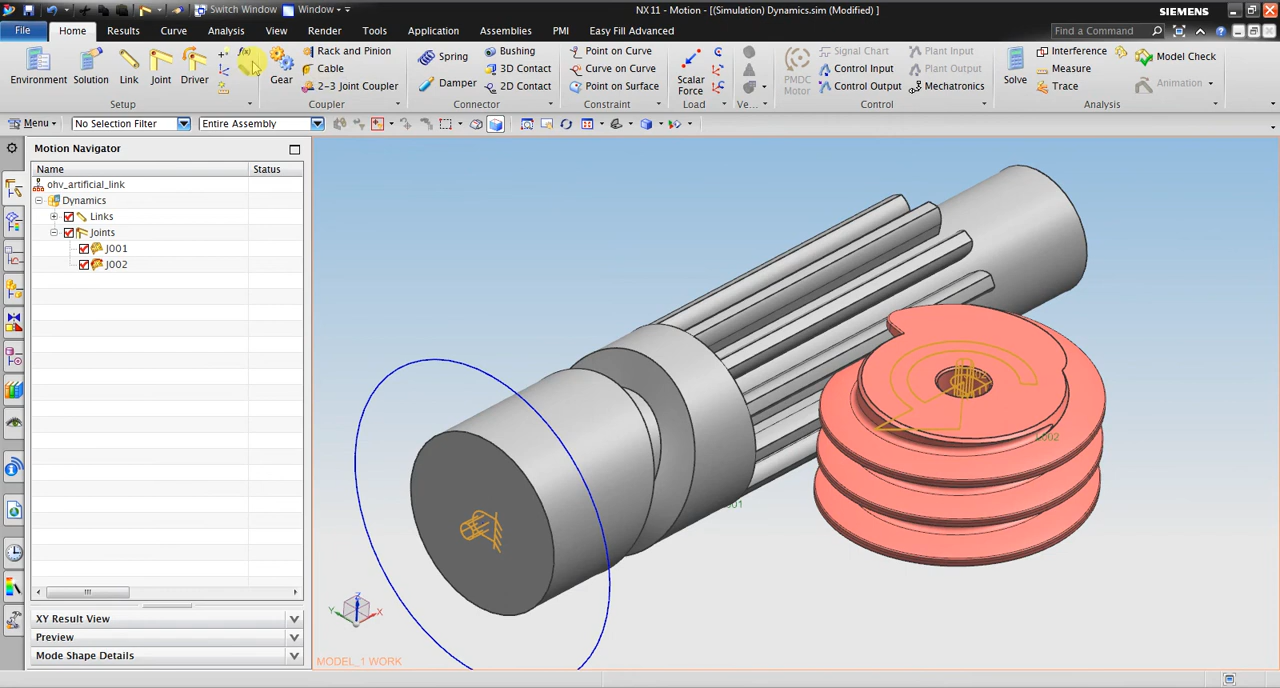 Switch Window Window NX 11 - Motion - [(Simulation) Dynamics.sim (Modified) ] SIEMENS
File Home Results Curve Analysis View Render Tools Application Assemblies PMI Easy Fill Advanced Find a Command
Environment Solution Link Joint Driver f(x) Gear
Rack and Pinion
Cable
2-3 Joint Coupler
Spring
Damper
Bushing
3D Contact
2D Contact
Point on Curve
Curve on Curve
Point on Surface
Scalar Force
PMDC Motor
Signal Chart
Control Input
Control Output
Plant Input
Plant Output
Mechatronics
Solve
Interference
Measure
Trace
Model Check
Animation
Setup Coupler Connector Constraint Load Ve... Control Analysis
Menu No Selection Filter Entire Assembly
Motion Navigator
Name Status
ohv_artificial_link
Dynamics
Links
Joints
J001
J002
XY Result View
Preview
Mode Shape Details
Z
Y X
MODEL_1 WORK